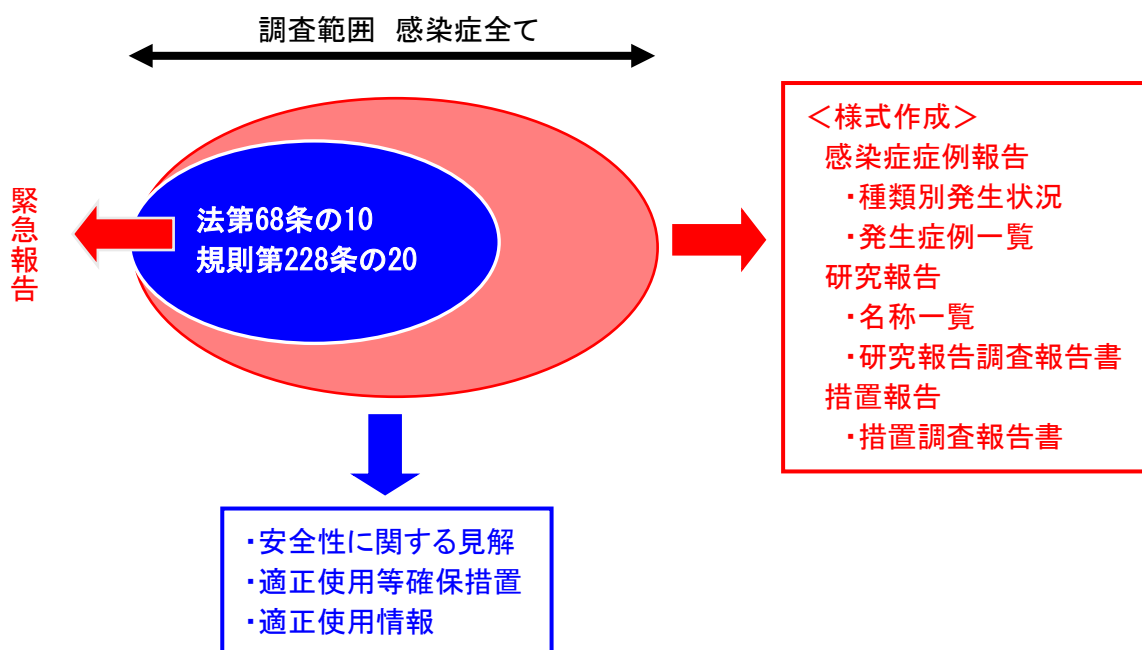 調査範囲 感染症全て
緊急報告
法第68条の10
規則第228条の20
＜様式作成＞
感染症症例報告
・種類別発生状況
・発生症例一覧
研究報告
・名称一覧
・研究報告調査報告書
措置報告
・措置調査報告書
・安全性に関する見解
・適正使用等確保措置
・適正使用情報